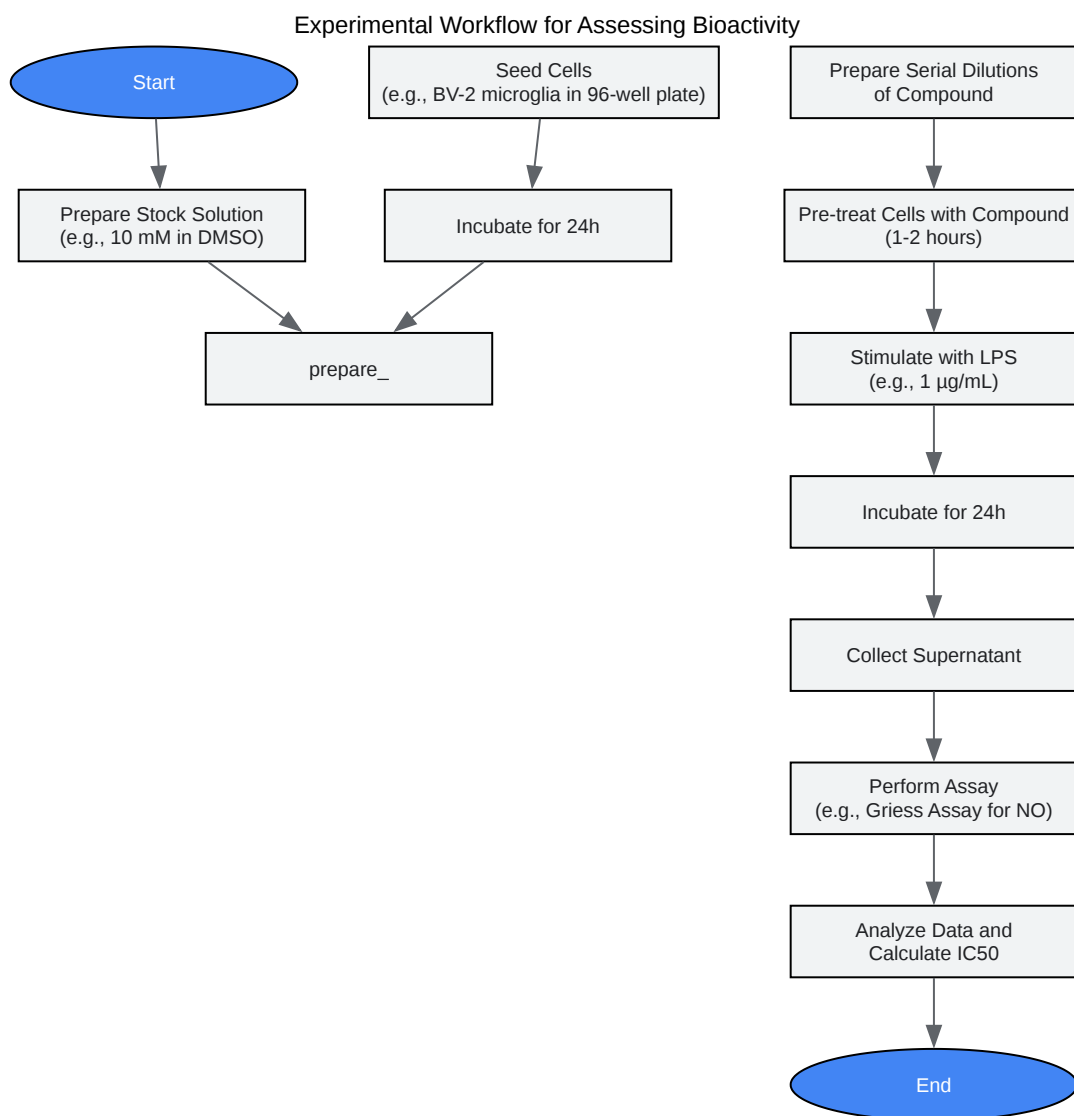 Experimental Workflow for Assessing Bioactivity
Start
Seed Cells
(e.g., BV-2 microglia in 96-well plate)
Prepare Serial Dilutions
of Compound
Prepare Stock Solution
(e.g., 10 mM in DMSO)
Incubate for 24h
Pre-treat Cells with Compound
(1-2 hours)
prepare_
Stimulate with LPS
(e.g., 1 µg/mL)
Incubate for 24h
Collect Supernatant
Perform Assay
(e.g., Griess Assay for NO)
Analyze Data and
Calculate IC50
End